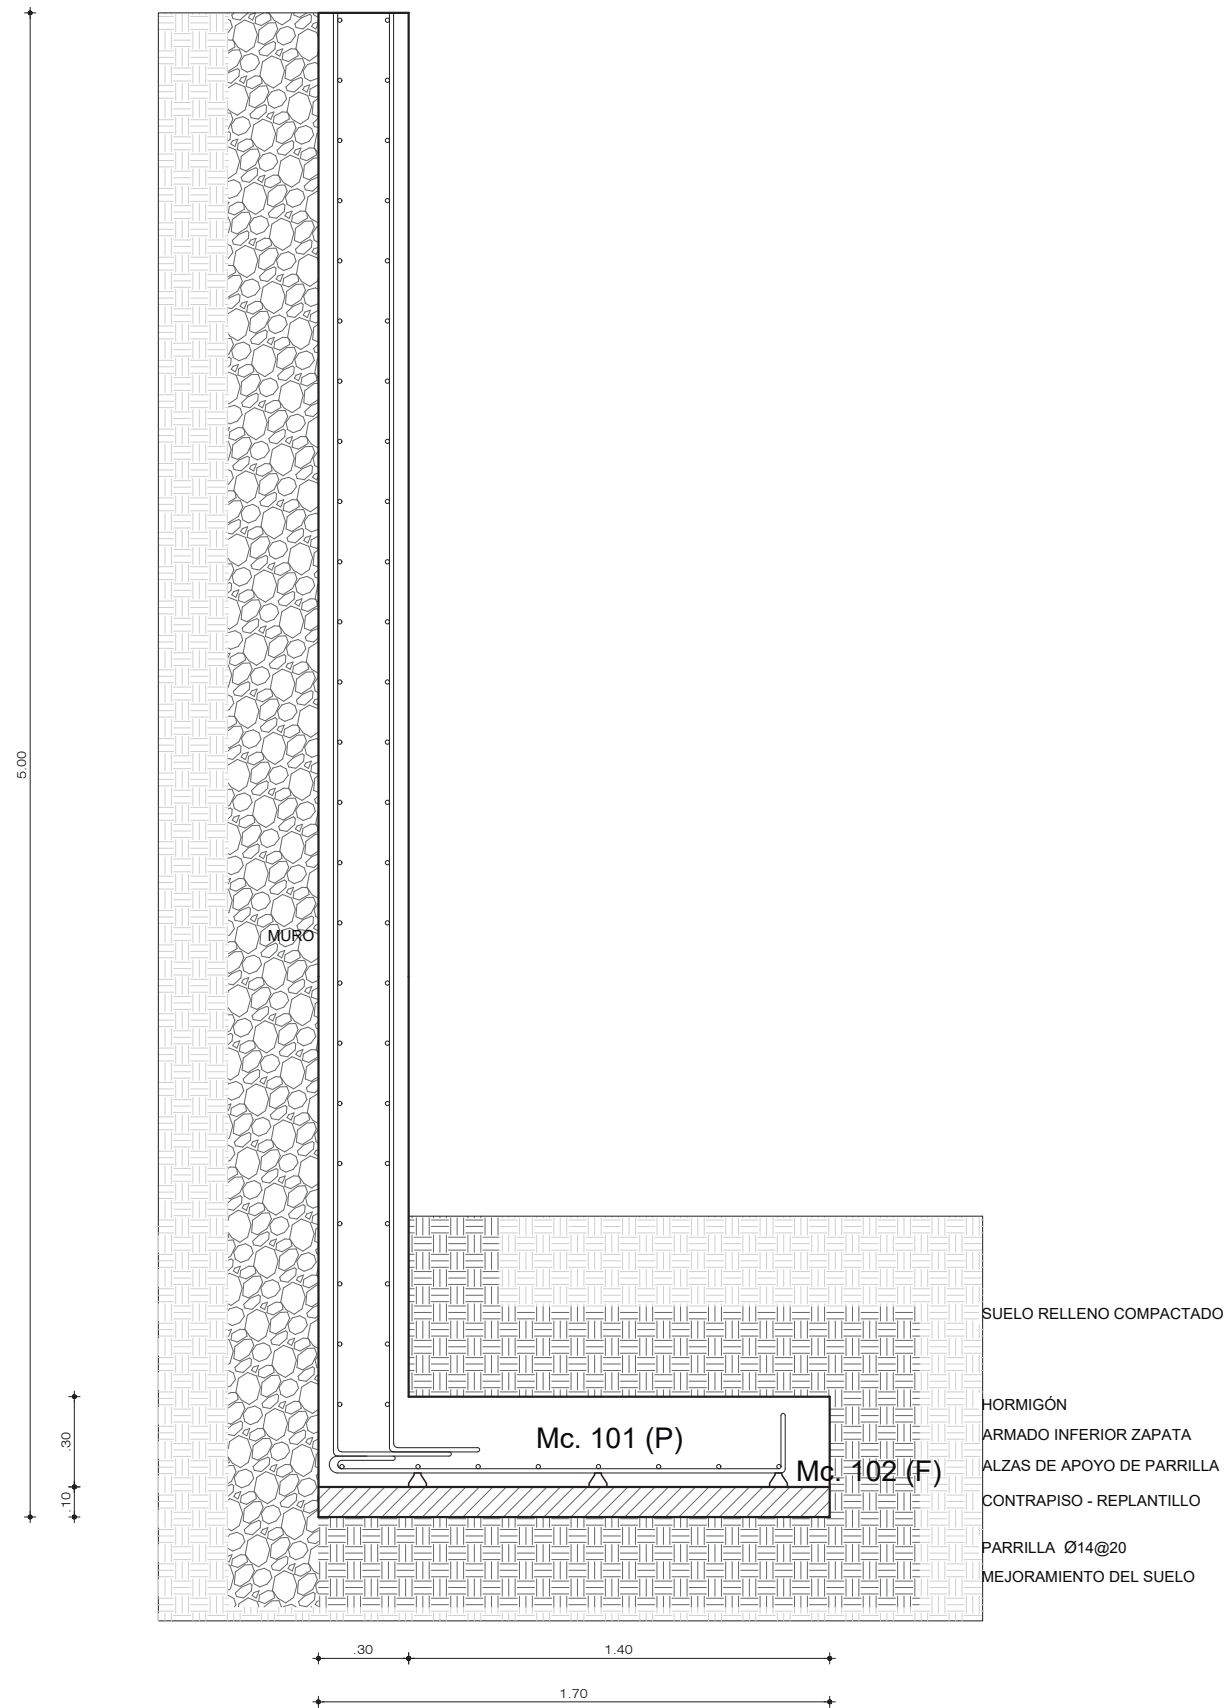 5.00
MURO
SUELO RELLENO COMPACTADO
HORMIGÓN
.30
Mc. 101 (P)
ARMADO INFERIOR ZAPATA
Mc. 102 (F)
ALZAS DE APOYO DE PARRILLA
.10
CONTRAPISO - REPLANTILLO
PARRILLA Ø14@20
MEJORAMIENTO DEL SUELO
.30
1.40
1.70